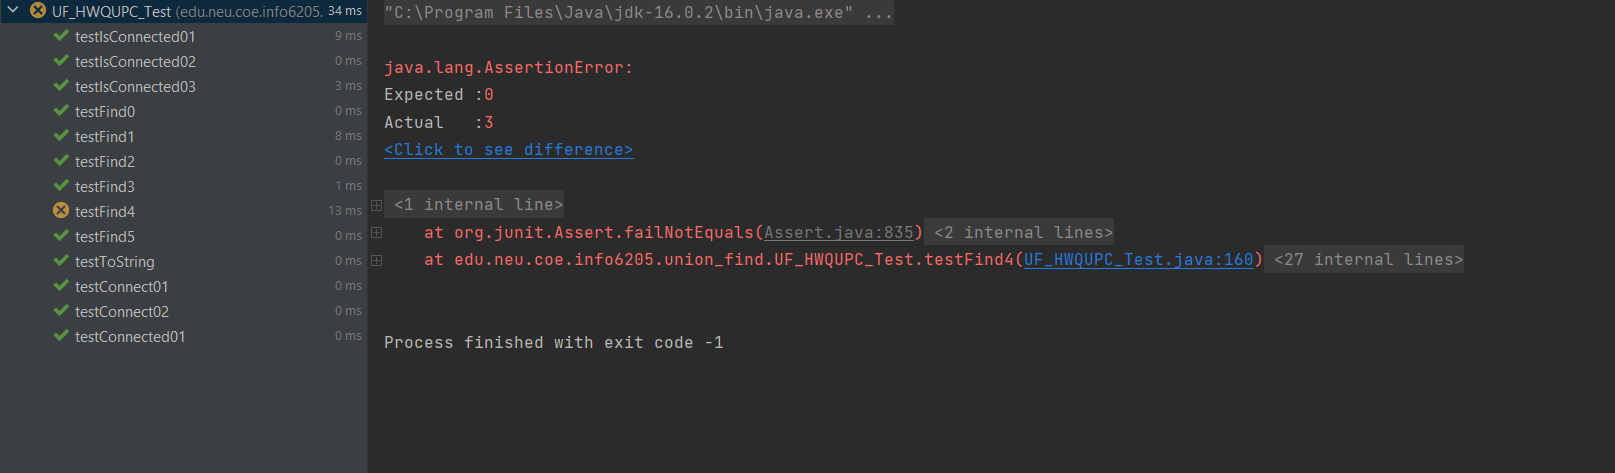 UF_HWQUPC_Test (edu.neu.coe.info6205. 34 ms
testIsConnected01 9 ms
testIsConnected02 0 ms
testIsConnected03 3 ms
testFind0 0 ms
testFind1 8 ms
testFind2 0 ms
testFind3 1 ms
testFind4 13 ms
testFind5 0 ms
testToString 0 ms
testConnect01 0 ms
testConnect02 0 ms
testConnected01 0 ms
"C:\Program Files\Java\jdk-16.0.2\bin\java.exe" ...
java.lang.AssertionError:
Expected :0
Actual   :3
<Click to see difference>
<1 internal line>
at org.junit.Assert.failNotEquals(Assert.java:835) <2 internal lines>
at edu.neu.coe.info6205.union_find.UF_HWQUPC_Test.testFind4(UF_HWQUPC_Test.java:160) <27 internal lines>
Process finished with exit code -1